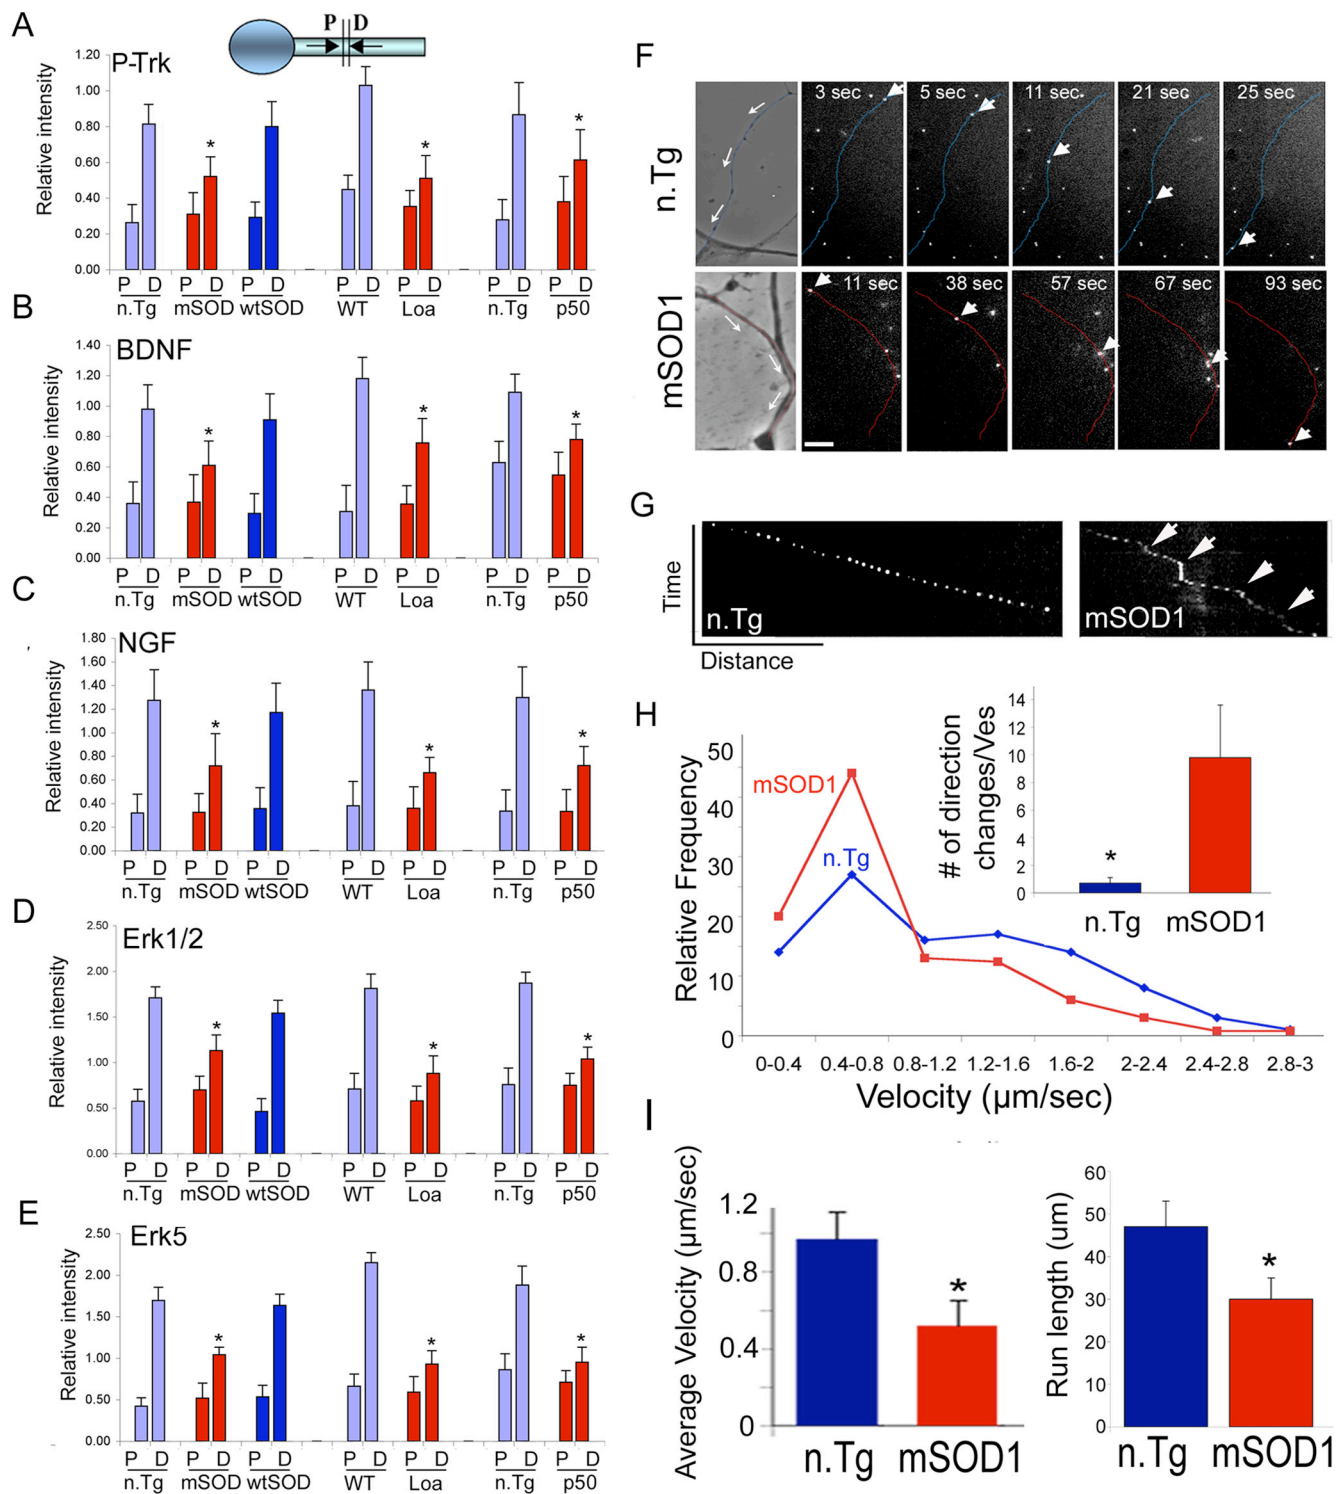 A
P D
P-Trk
Relative intensity
1.20
1.00
0.80
0.60
0.40
0.20
0.00
* * *
P D P D P D P D P D P D P D
n.Tg mSOD wtSOD WT Loa n.Tg p50
B
BDNF
Relative intensity
1.40
1.20
1.00
0.80
0.60
0.40
0.20
0.00
* * *
P D P D P D P D P D P D P D
n.Tg mSOD wtSOD WT Loa n.Tg p50
C
NGF
Relative intensity
1.80
1.60
1.40
1.20
1.00
0.80
0.60
0.40
0.20
0.00
* * *
P D P D P D P D P D P D P D
n.Tg mSOD wtSOD WT Loa n.Tg p50
D
Erk1/2
Relative intensity
2.50
2.00
1.50
1.00
0.50
0.00
* * *
P D P D P D P D P D P D P D
n.Tg mSOD wtSOD WT Loa n.Tg p50
E
Erk5
Relative intensity
2.50
2.00
1.50
1.00
0.50
0.00
* * *
P D P D P D P D P D P D P D
n.Tg mSOD wtSOD WT Loa n.Tg p50
F
n.Tg
3 sec 5 sec 11 sec 21 sec 25 sec
mSOD1
11 sec 38 sec 57 sec 67 sec 93 sec
G
Time
n.Tg
mSOD1
Distance
H
Relative Frequency
50
40
30
20
10
0
mSOD1
n.Tg
0-0.4 0.4-0.8 0.8-1.2 1.2-1.6 1.6-2 2-2.4 2.4-2.8 2.8-3
Velocity (µm/sec)
# of direction
changes/Ves
14
12
10
8
6
4
2
0
*
n.Tg mSOD1
I
Average Velocity (µm/sec)
1.2
0.8
0.4
0
*
n.Tg mSOD1
Run length (um)
60
50
40
30
20
10
0
*
n.Tg mSOD1